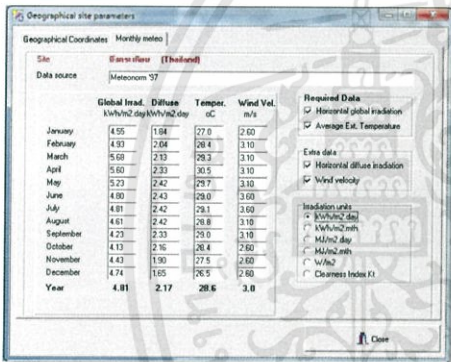 Geographical site parameters
Geographical Coordinates Monthly meteo
Site (Thailand)
Data source Meteonorm '97
Global Irrad. Diffuse Temper. Wind Vel.
kWh/m2.day kWh/m2.day oC m/s
January 4.55 1.84 27.0 2.60
February 4.93 2.04 28.4 3.10
March 5.68 2.13 29.3 3.10
April 5.60 2.33 30.5 3.10
May 5.23 2.42 29.7 3.10
June 4.80 2.43 29.0 3.60
July 4.81 2.42 29.1 3.60
August 4.61 2.42 28.8 3.10
September 4.23 2.33 29.0 3.10
October 4.13 2.16 28.4 2.60
November 4.43 1.90 27.5 2.60
December 4.74 1.65 26.5 2.60
Year 4.81 2.17 28.6 3.0
Required Data
Horizontal global irradiation
Average Ext. Temperature
Extra data
Horizontal diffuse irradiation
Wind velocity
Irradiation units
kWh/m2.day
kWh/m2.mth
MJ/m2.day
MJ/m2.mth
W/m2
Clearness Index Kt
Close